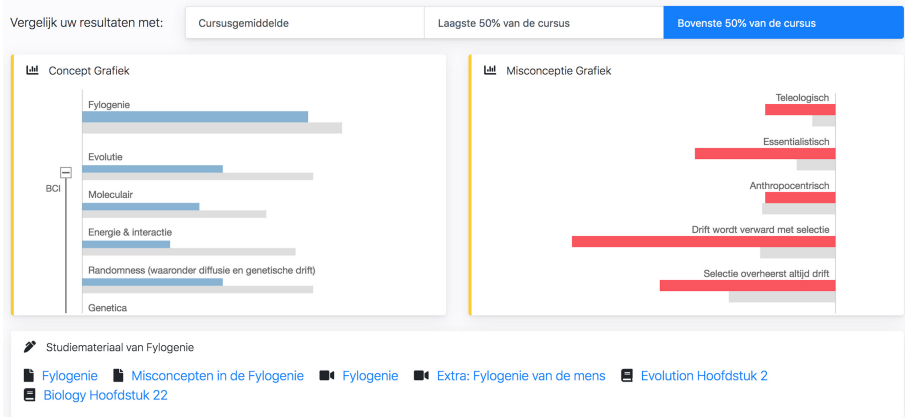 Vergelijk uw resultaten met:
Cursusgemiddelde
Laagste 50% van de cursus
Bovenste 50% van de cursus
Concept Grafiek
Fylogenie
Evolutie
BCI
Moleculair
Energie & interactie
Randomness (waaronder diffusie en genetische drift)
Genetica
Misconceptie Grafiek
Teleologisch
Essentialistisch
Anthropocentrisch
Drift wordt verward met selectie
Selectie overheerst altijd drift
Studiemateriaal van Fylogenie
Fylogenie Misconcepten in de Fylogenie Fylogenie Extra: Fylogenie van de mens Evolution Hoofdstuk 2
Biology Hoofdstuk 22